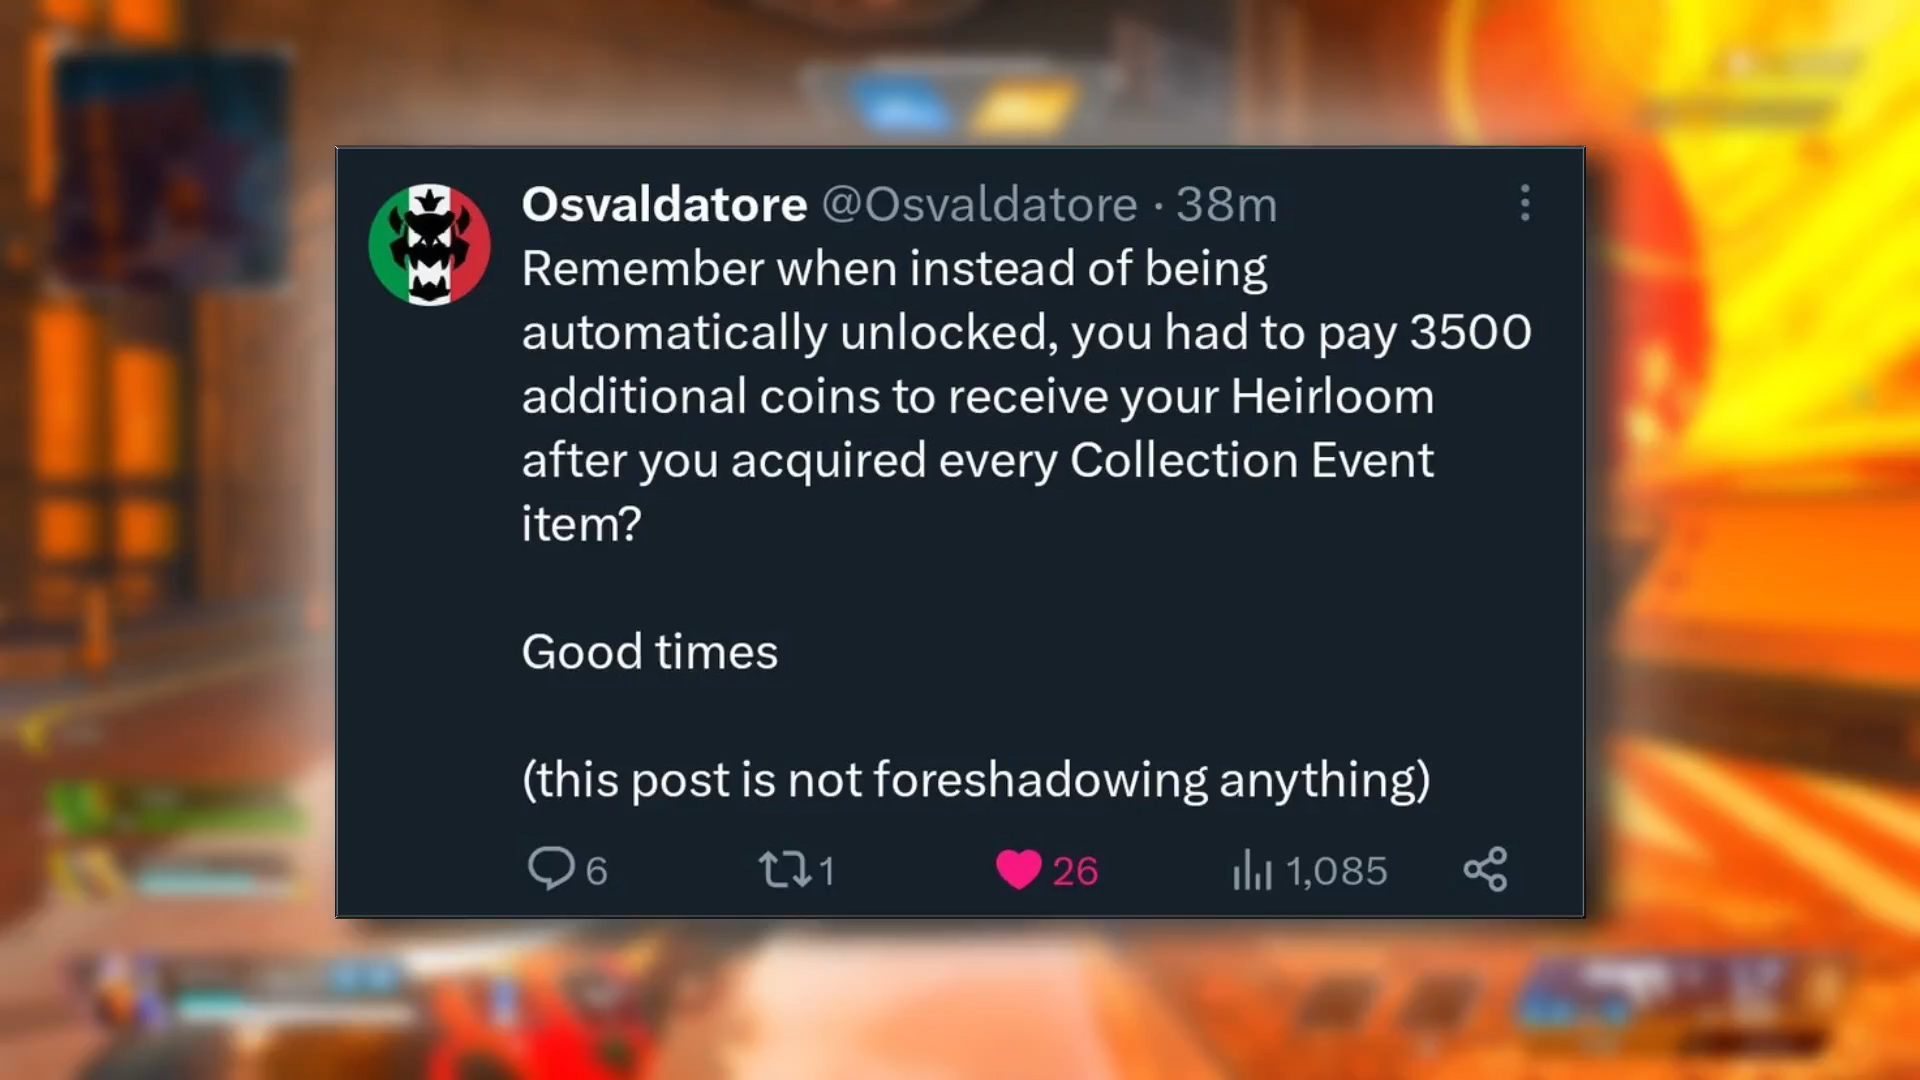 Osvaldatore @Osvaldatore · 38m
Remember when instead of being
automatically unlocked, you had to pay 3500
additional coins to receive your Heirloom
after you acquired every Collection Event
item?
Good times
(this post is not foreshadowing anything)
6 1 26 1,085